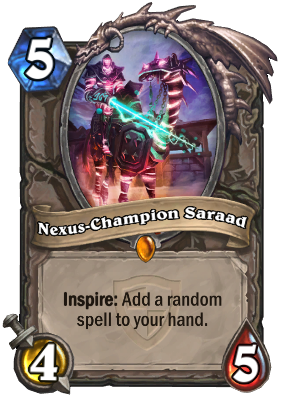 5
Nexus-Champion Saraad
Inspire: Add a random
spell to your hand.
4
5